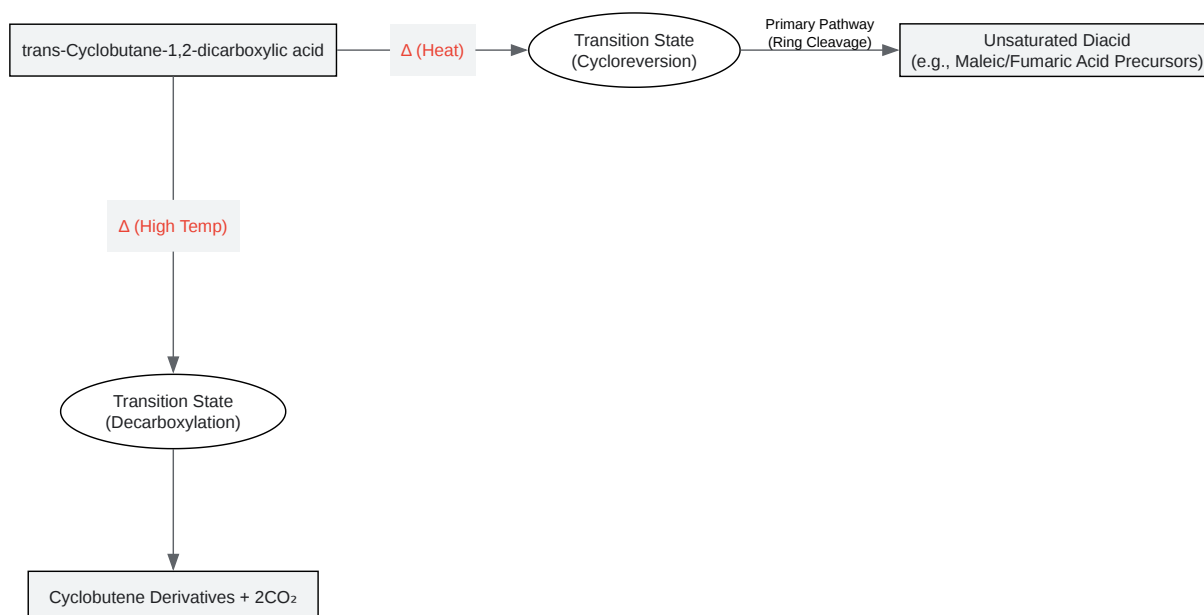 trans-Cyclobutane-1,2-dicarboxylic acid
Δ (Heat)
Transition State
(Cycloreversion)
Primary Pathway
(Ring Cleavage)
Unsaturated Diacid
(e.g., Maleic/Fumaric Acid Precursors)
Δ (High Temp)
Transition State
(Decarboxylation)
Cyclobutene Derivatives + 2CO₂